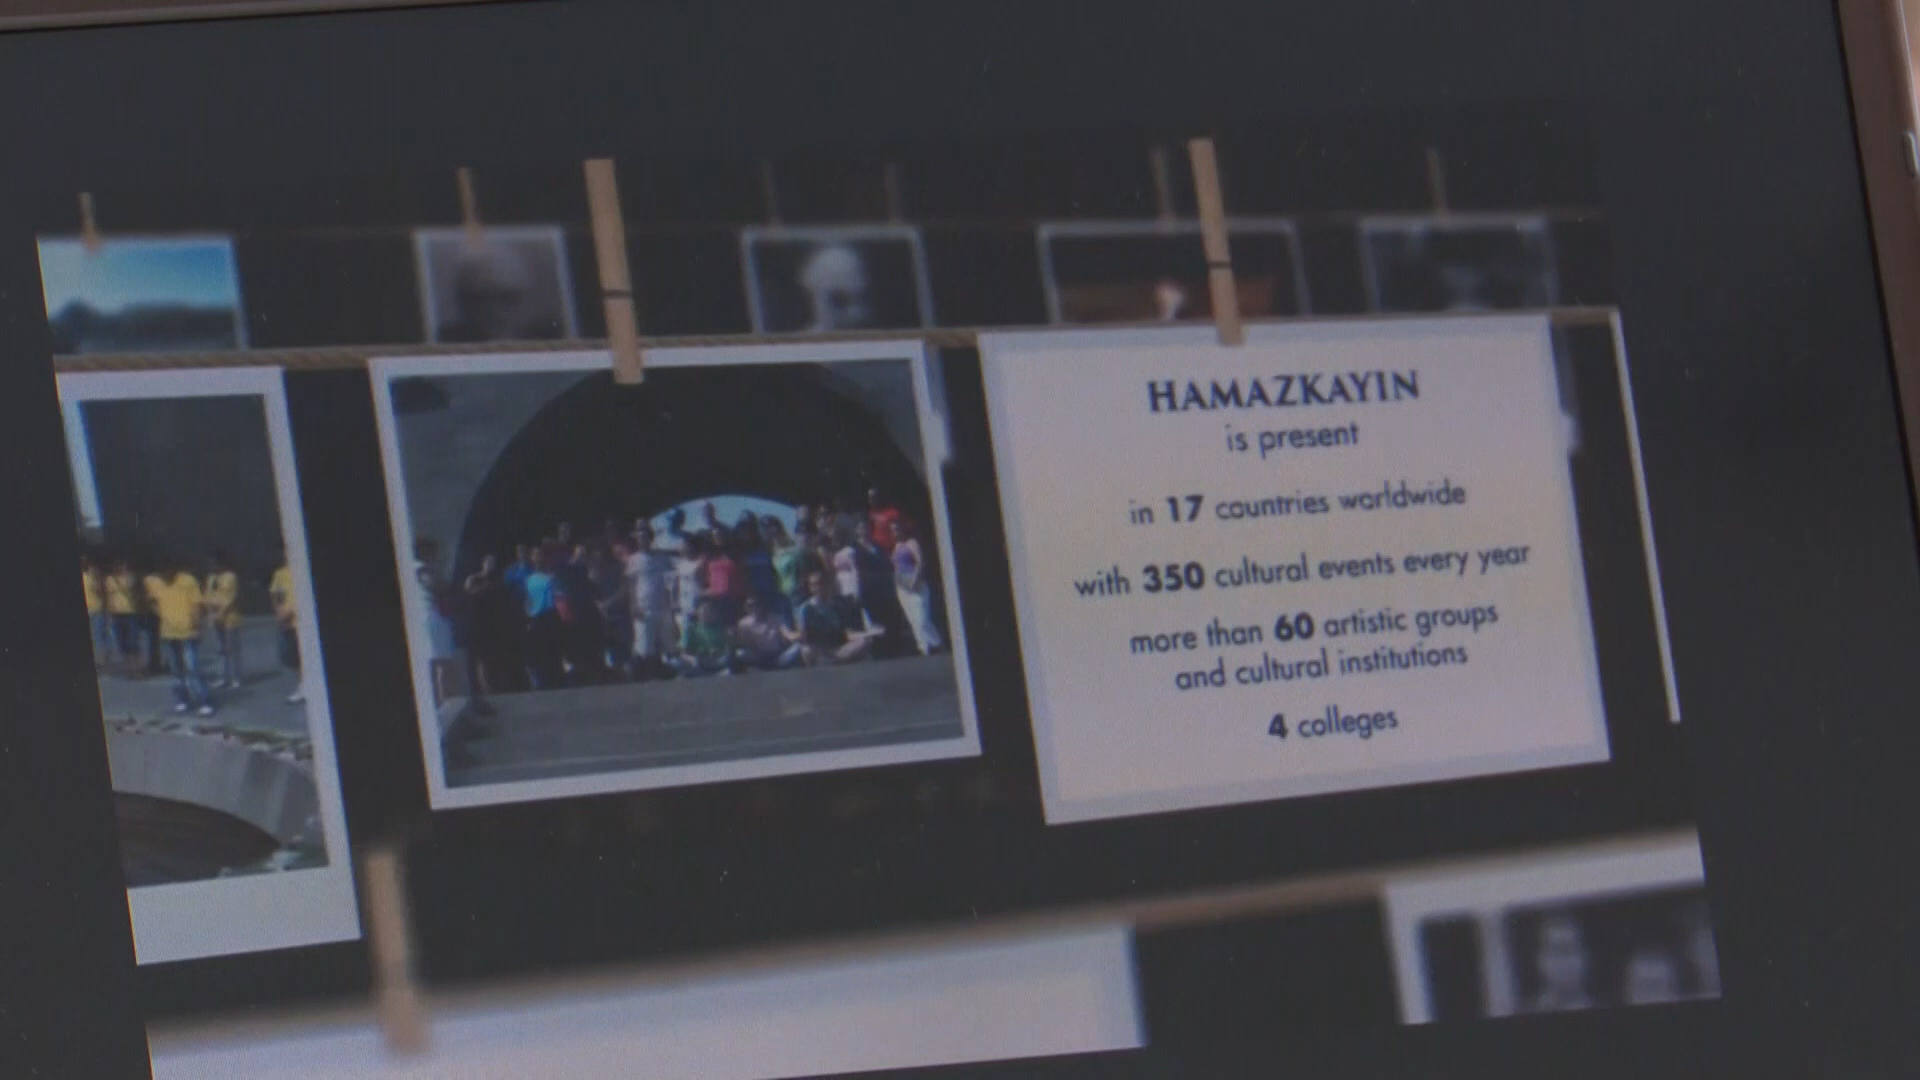 HAMAZKAYIN
is present
in 17 countries worldwide
with 350 cultural events every year
more than 60 artistic groups
and cultural institutions
4 colleges